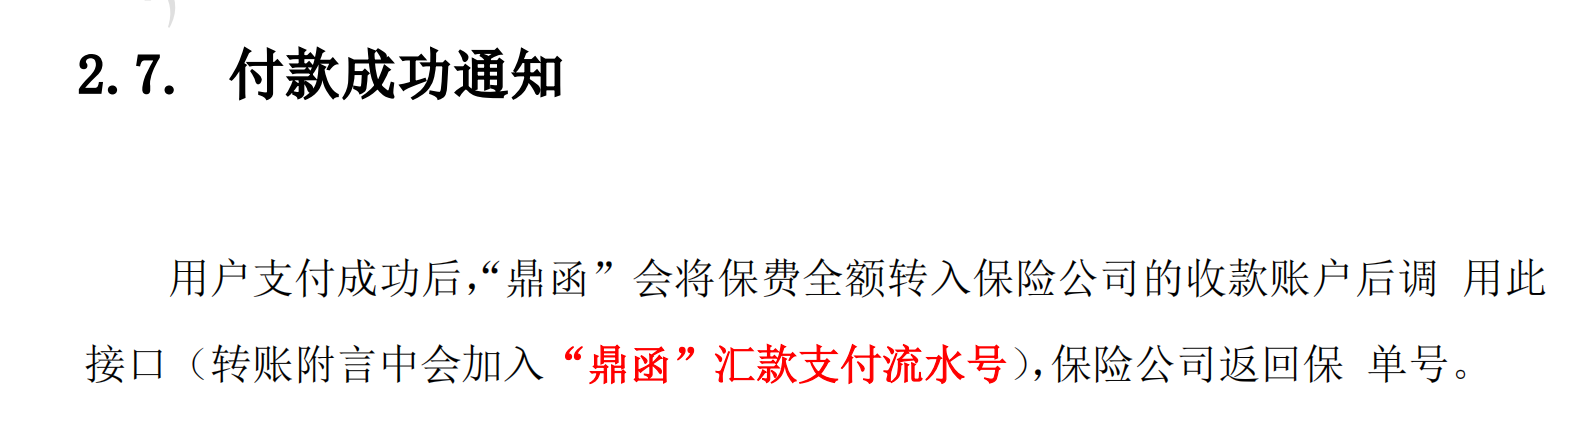 2.7. 付款成功通知
用户支付成功后,“鼎函”会将保费全额转入保险公司的收款账户后调 用此
接口（转账附言中会加入“鼎函”汇款支付流水号）,保险公司返回保 单号。